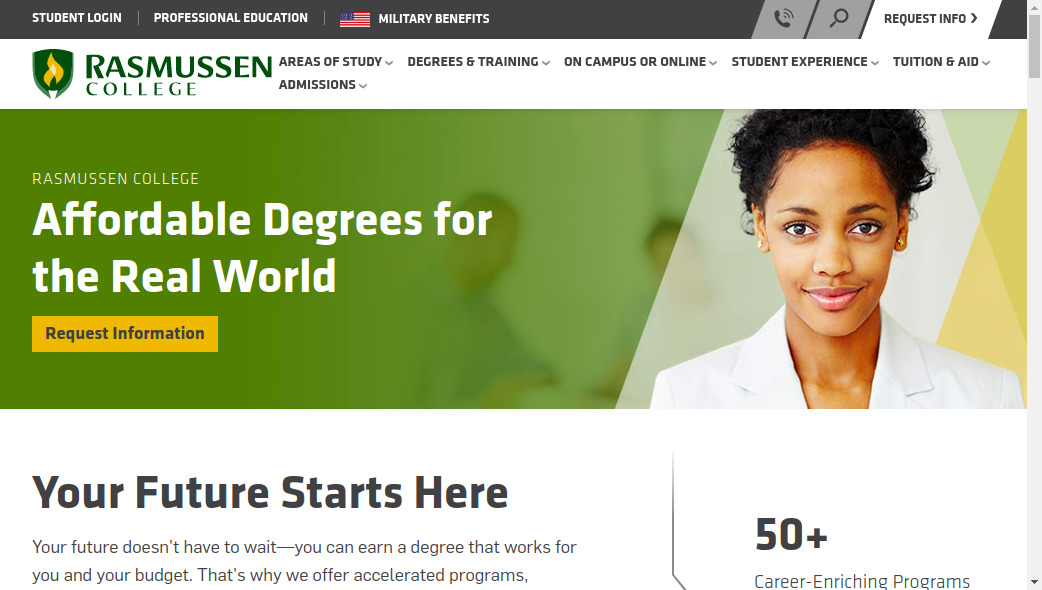 STUDENT LOGIN PROFESSIONAL EDUCATION MILITARY BENEFITS REQUEST INFO
RASMUSSEN
COLLEGE
AREAS OF STUDY DEGREES & TRAINING ON CAMPUS OR ONLINE STUDENT EXPERIENCE TUITION & AID
ADMISSIONS
RASMUSSEN COLLEGE
Affordable Degrees for
the Real World
Request Information
Your Future Starts Here
Your future doesn't have to wait—you can earn a degree that works for
you and your budget. That's why we offer accelerated programs,
50+
Career-Enriching Programs